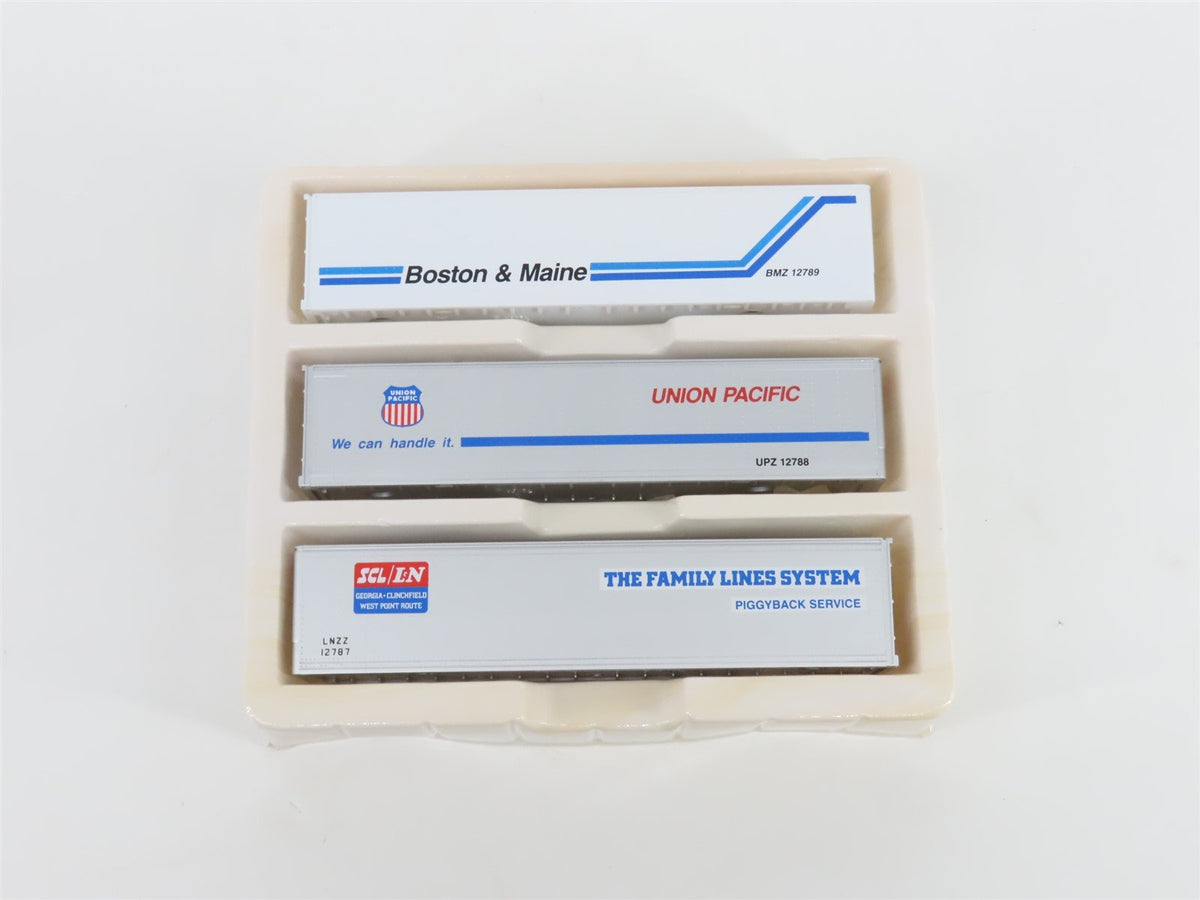 Boston & Maine
BMZ 12789
UNION PACIFIC
UNION
PACIFIC
We can handle it.
UPZ 12788
SCL/L&N
GEORGIA·CLINCHFIELD
WEST POINT ROUTE
THE FAMILY LINES SYSTEM
PIGGYBACK SERVICE
LNZZ
12787